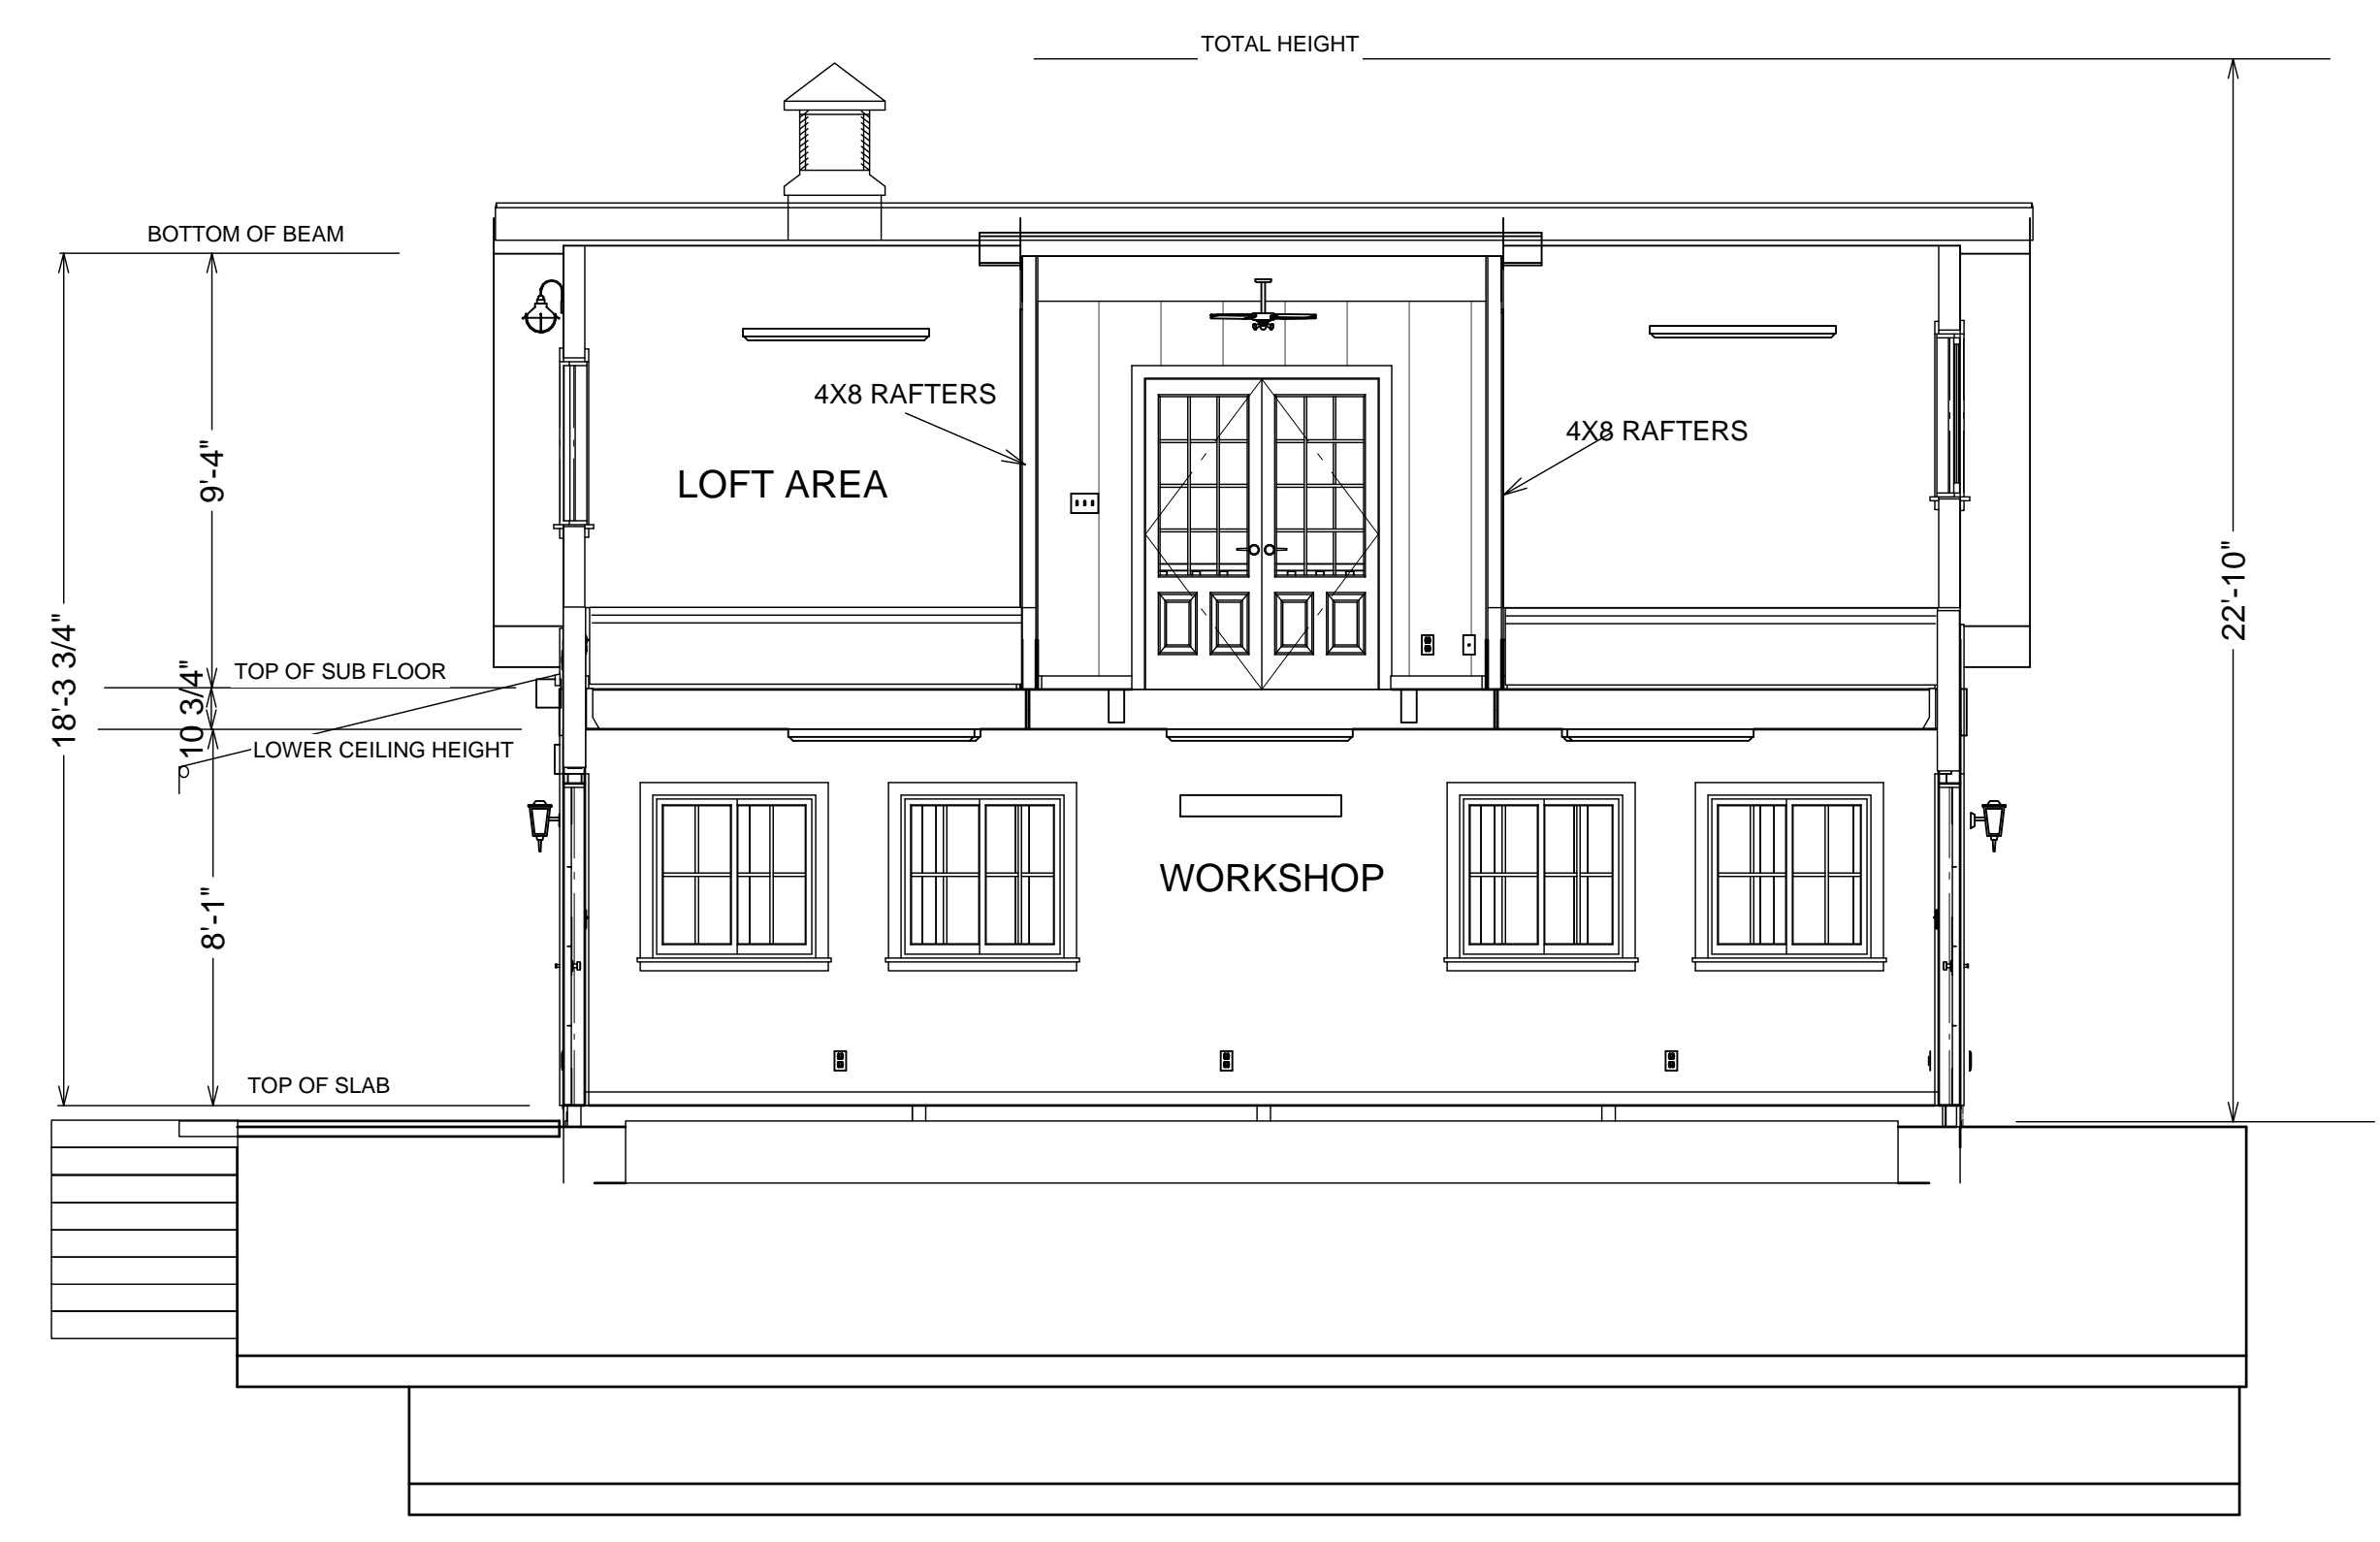 TOTAL HEIGHT
BOTTOM OF BEAM
4X8 RAFTERS
4X8 RAFTERS
9'-4"
LOFT AREA
22'-10"
18'-3 3/4"
10 3/4"
TOP OF SUB FLOOR
LOWER CEILING HEIGHT
WORKSHOP
8'-1"
TOP OF SLAB